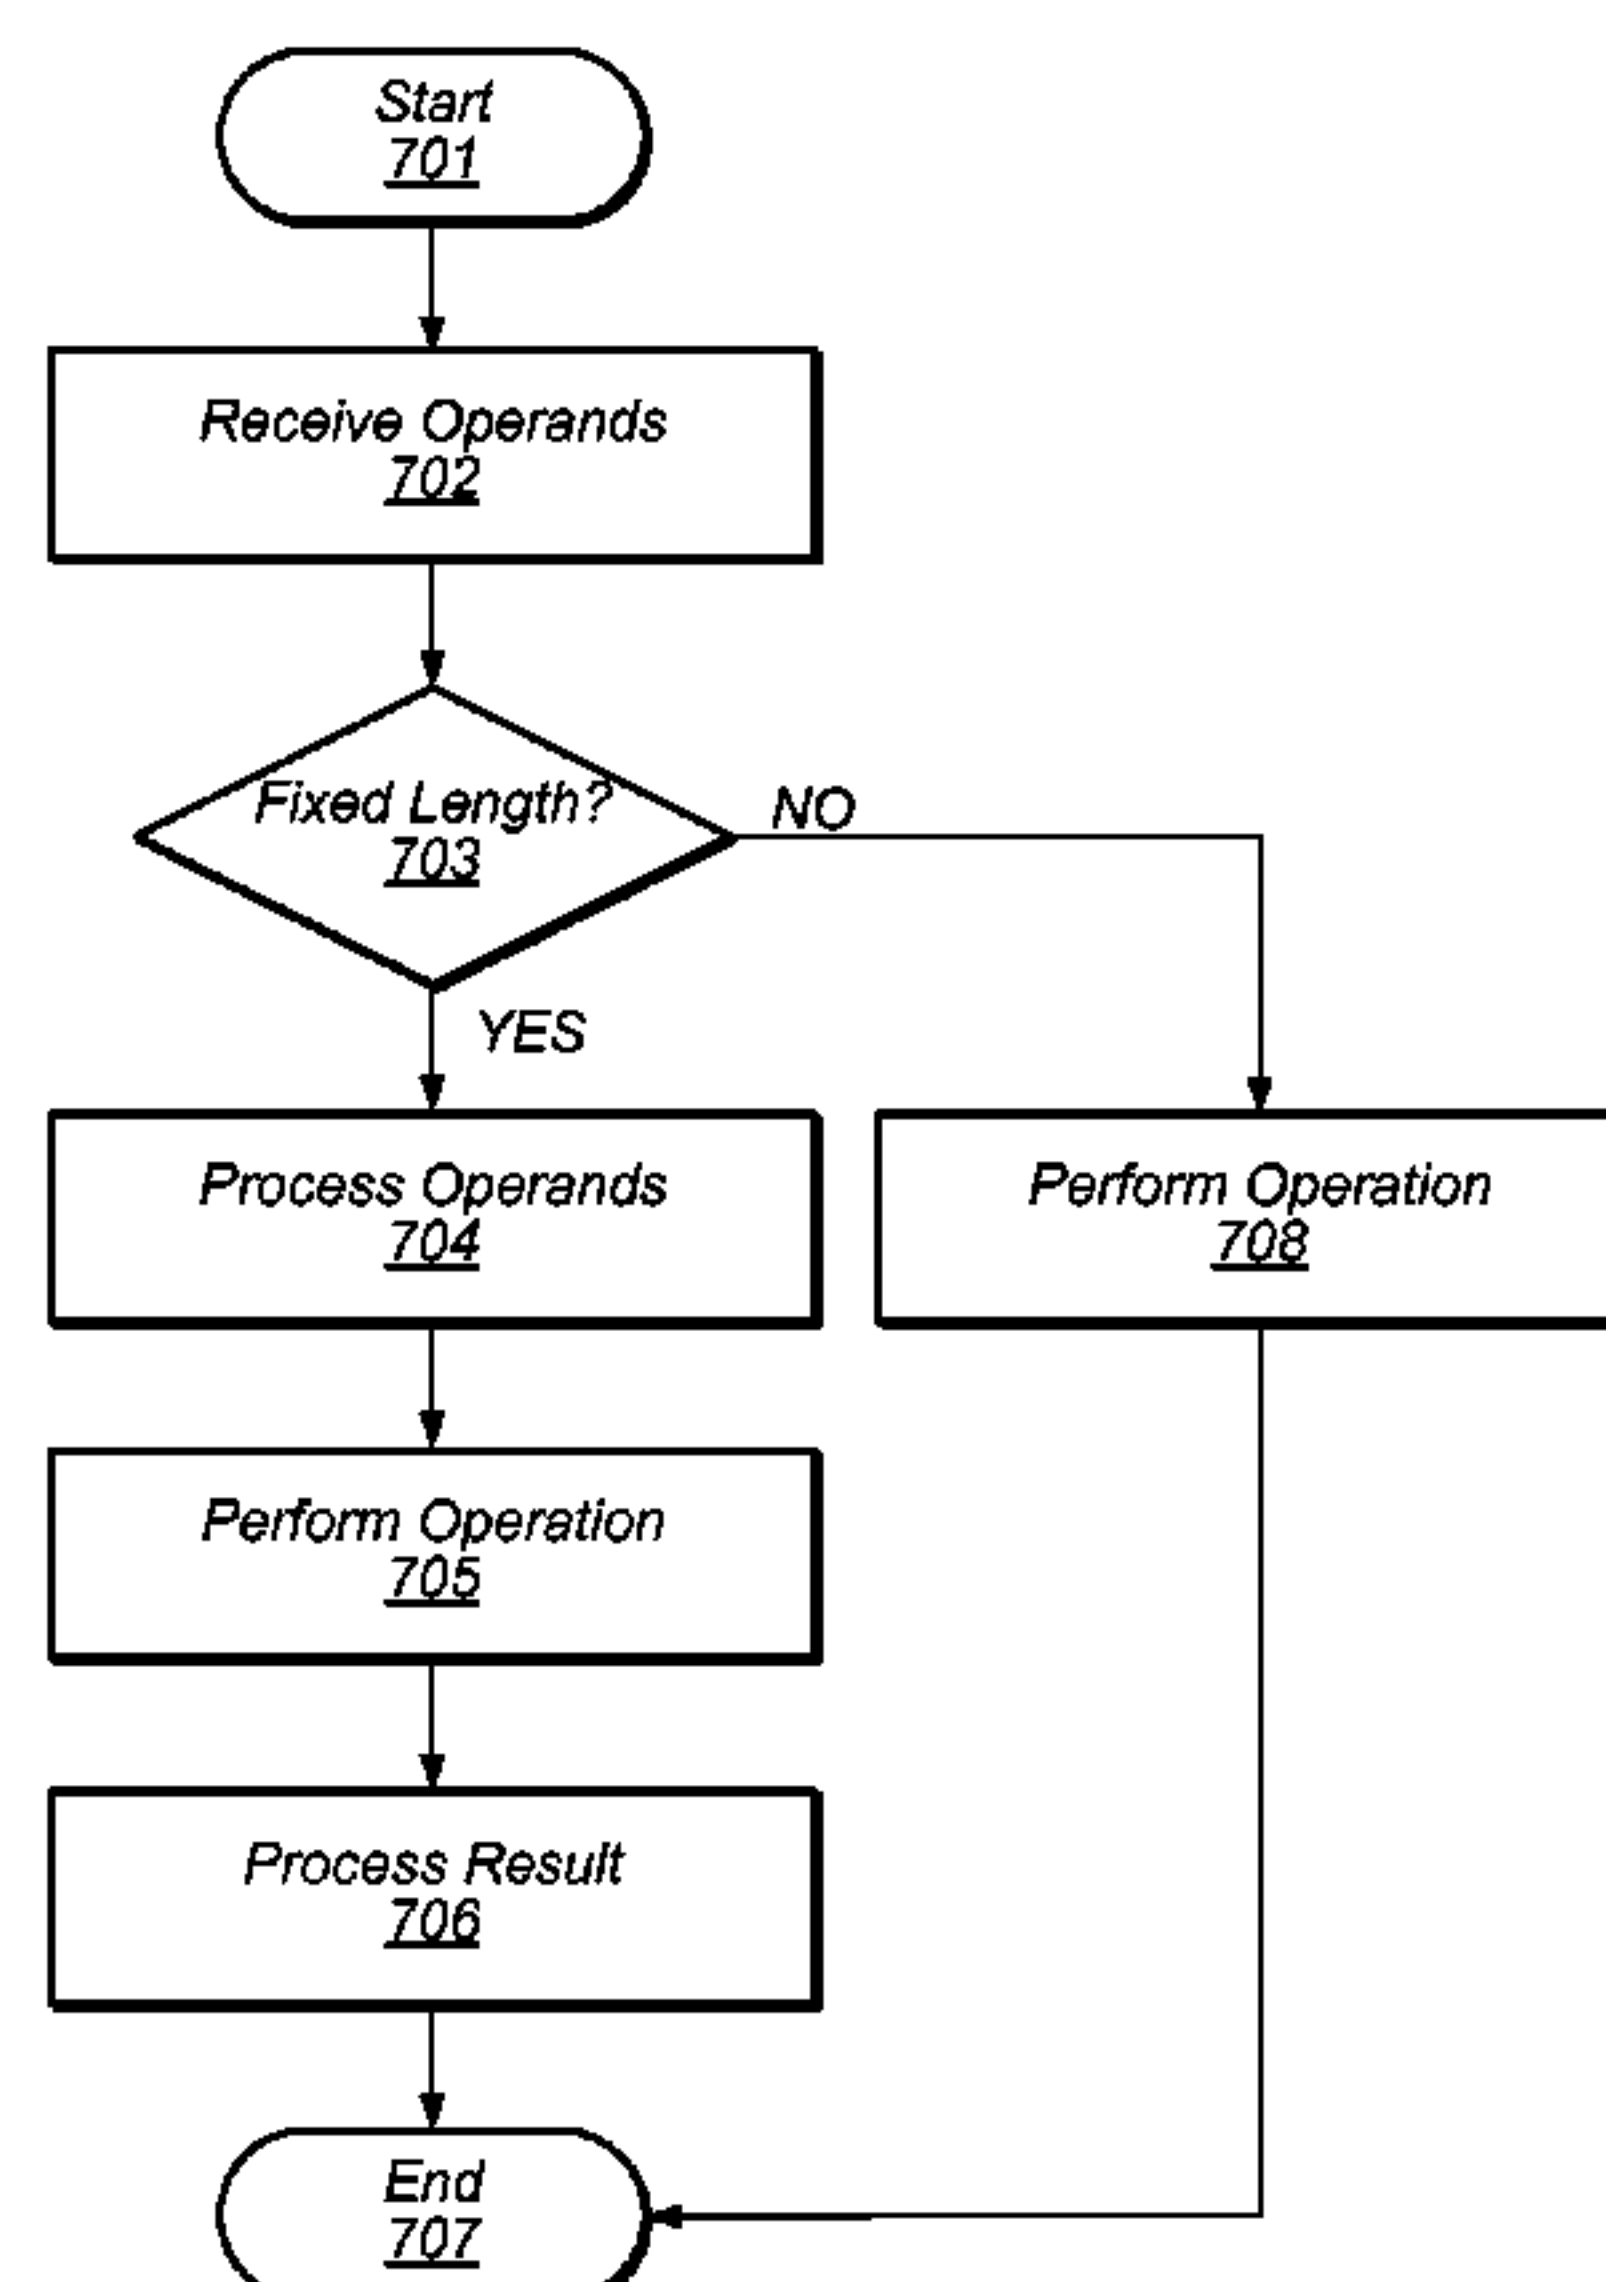 Start
701
Receive Operands
702
Fixed Length?
703
NO
YES
Process Operands
704
Perform Operation
708
Perform Operation
705
Process Result
706
End
707